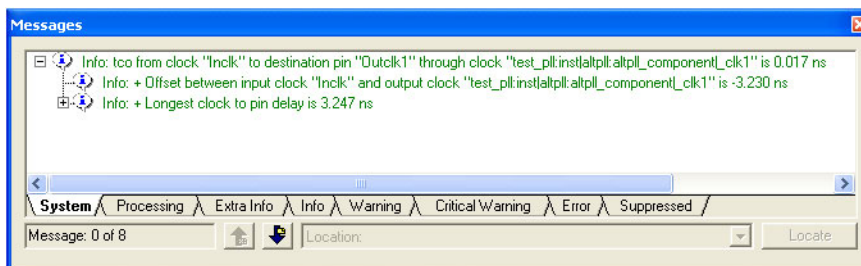 Messages
Info: tco from clock "Inclk" to destination pin "Outclk1" through clock "test_pll:inst|altpll:altpll_component|_clk1" is 0.017 ns
Info: + Offset between input clock "Inclk" and output clock "test_pll:inst|altpll:altpll_component|_clk1" is -3.230 ns
Info: + Longest clock to pin delay is 3.247 ns
System Processing Extra Info Info Warning Critical Warning Error Suppressed
Message: 0 of 8 Location: Locate